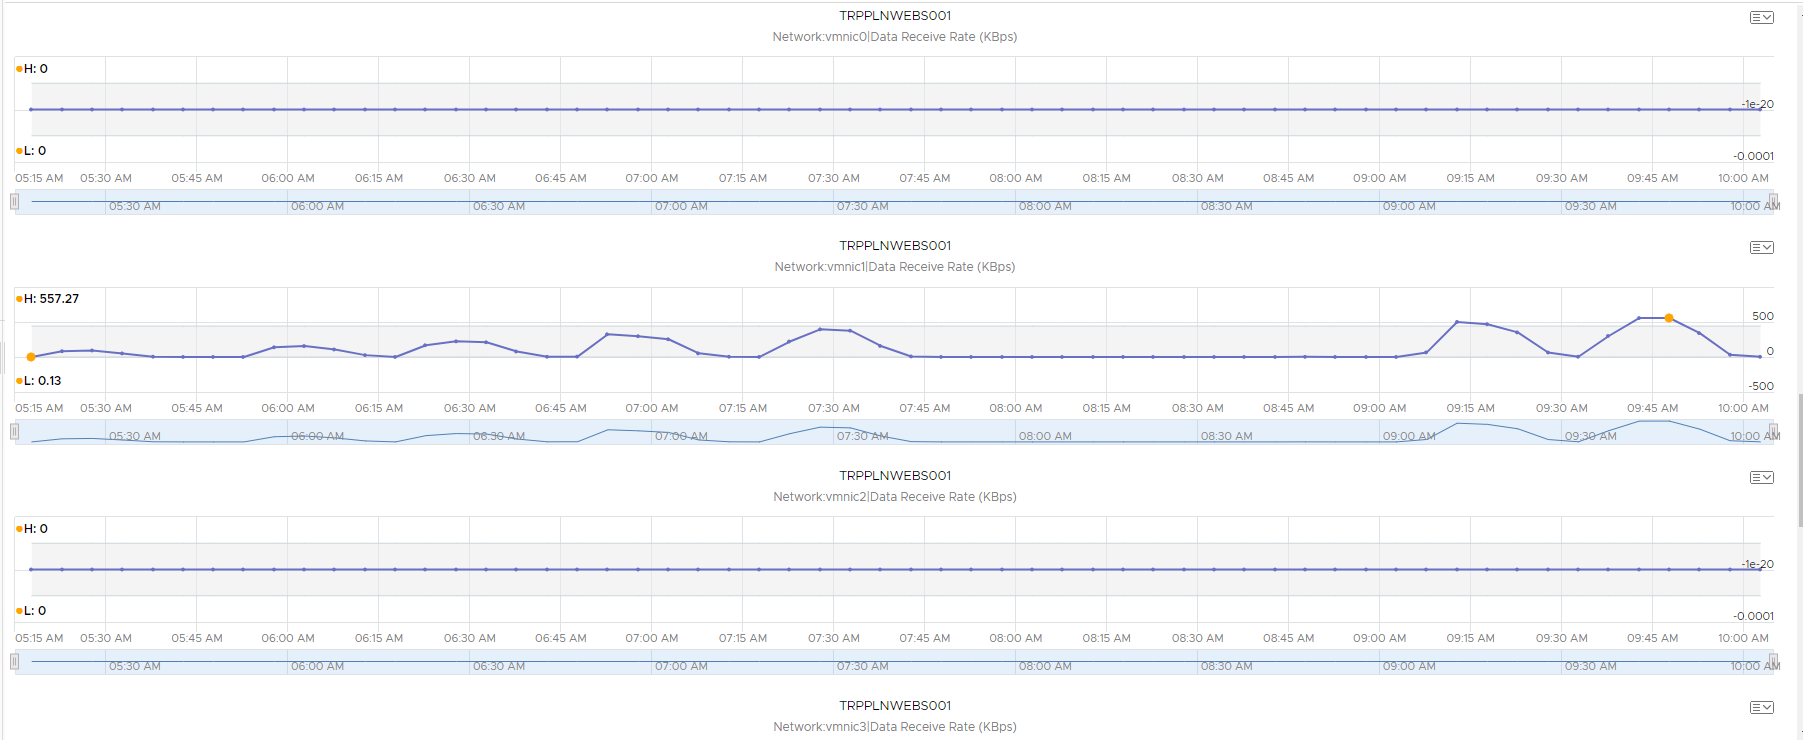 TRPPLNWEBS001
Network:vmnic0|Data Receive Rate (KBps)
H: 0
-1e-20
L: 0
-0.0001
05:15 AM 05:30 AM 05:45 AM 06:00 AM 06:15 AM 06:30 AM 06:45 AM 07:00 AM 07:15 AM 07:30 AM 07:45 AM 08:00 AM 08:15 AM 08:30 AM 08:45 AM 09:00 AM 09:15 AM 09:30 AM 09:45 AM 10:00 AM
05:30 AM 06:00 AM 06:30 AM 07:00 AM 07:30 AM 08:00 AM 08:30 AM 09:00 AM 09:30 AM 10:00 AM
TRPPLNWEBS001
Network:vmnic1|Data Receive Rate (KBps)
H: 557.27
500
0
L: 0.13
-500
05:15 AM 05:30 AM 05:45 AM 06:00 AM 06:15 AM 06:30 AM 06:45 AM 07:00 AM 07:15 AM 07:30 AM 07:45 AM 08:00 AM 08:15 AM 08:30 AM 08:45 AM 09:00 AM 09:15 AM 09:30 AM 09:45 AM 10:00 AM
05:30 AM 06:00 AM 06:30 AM 07:00 AM 07:30 AM 08:00 AM 08:30 AM 09:00 AM 09:30 AM 10:00 AM
TRPPLNWEBS001
Network:vmnic2|Data Receive Rate (KBps)
H: 0
-1e-20
L: 0
-0.0001
05:15 AM 05:30 AM 05:45 AM 06:00 AM 06:15 AM 06:30 AM 06:45 AM 07:00 AM 07:15 AM 07:30 AM 07:45 AM 08:00 AM 08:15 AM 08:30 AM 08:45 AM 09:00 AM 09:15 AM 09:30 AM 09:45 AM 10:00 AM
05:30 AM 06:00 AM 06:30 AM 07:00 AM 07:30 AM 08:00 AM 08:30 AM 09:00 AM 09:30 AM 10:00 AM
TRPPLNWEBS001
Network:vmnic3|Data Receive Rate (KBps)